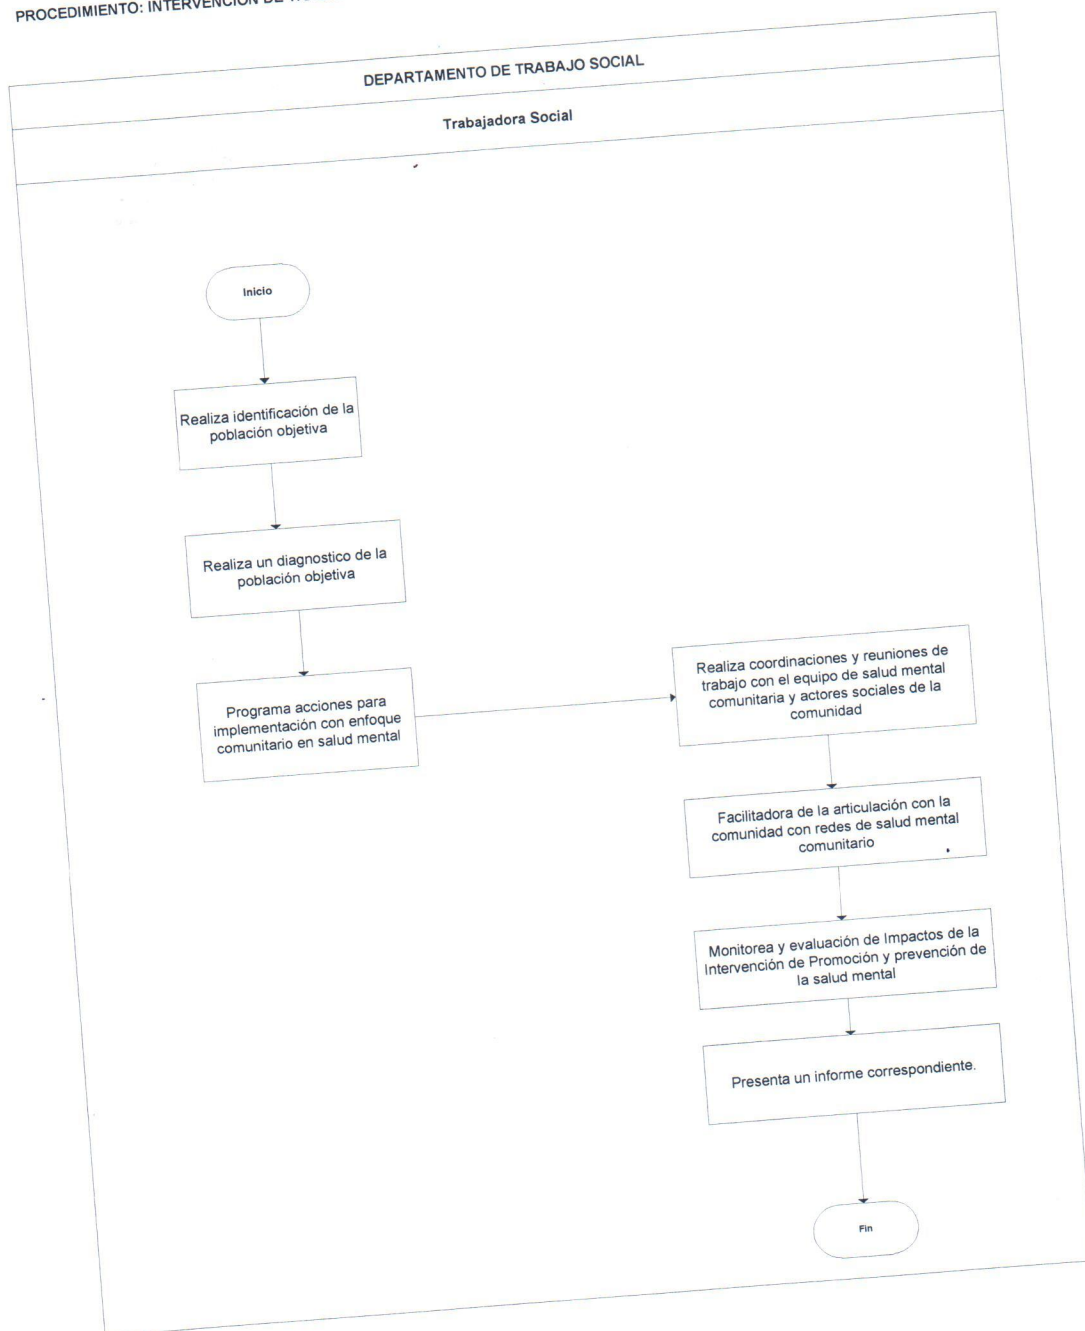 PROCEDIMIENTO: INTERVENCIÓN DE
DEPARTAMENTO DE TRABAJO SOCIAL
Trabajadora Social
Inicio
Realiza identificación de la
población objetiva
Realiza un diagnostico de la
población objetiva
Programa acciones para
implementación con enfoque
comunitario en salud mental
Realiza coordinaciones y reuniones de
trabajo con el equipo de salud mental
comunitaria y actores sociales de la
comunidad
Facilitadora de la articulación con la
comunidad con redes de salud mental
comunitario
Monitorea y evaluación de Impactos de la
Intervención de Promoción y prevención de
la salud mental
Presenta un informe correspondiente.
Fin